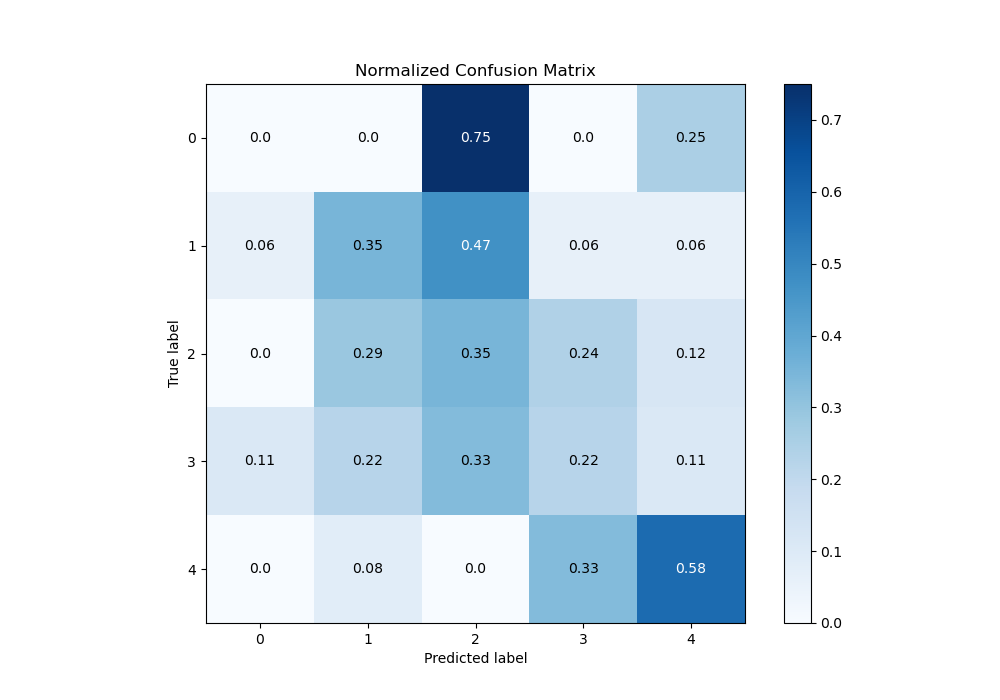 Normalized Confusion Matrix
True label
0 0.0 0.0 0.75 0.0 0.25
1 0.06 0.35 0.47 0.06 0.06
2 0.0 0.29 0.35 0.24 0.12
3 0.11 0.22 0.33 0.22 0.11
4 0.0 0.08 0.0 0.33 0.58
0 1 2 3 4
Predicted label
0.7
0.6
0.5
0.4
0.3
0.2
0.1
0.0